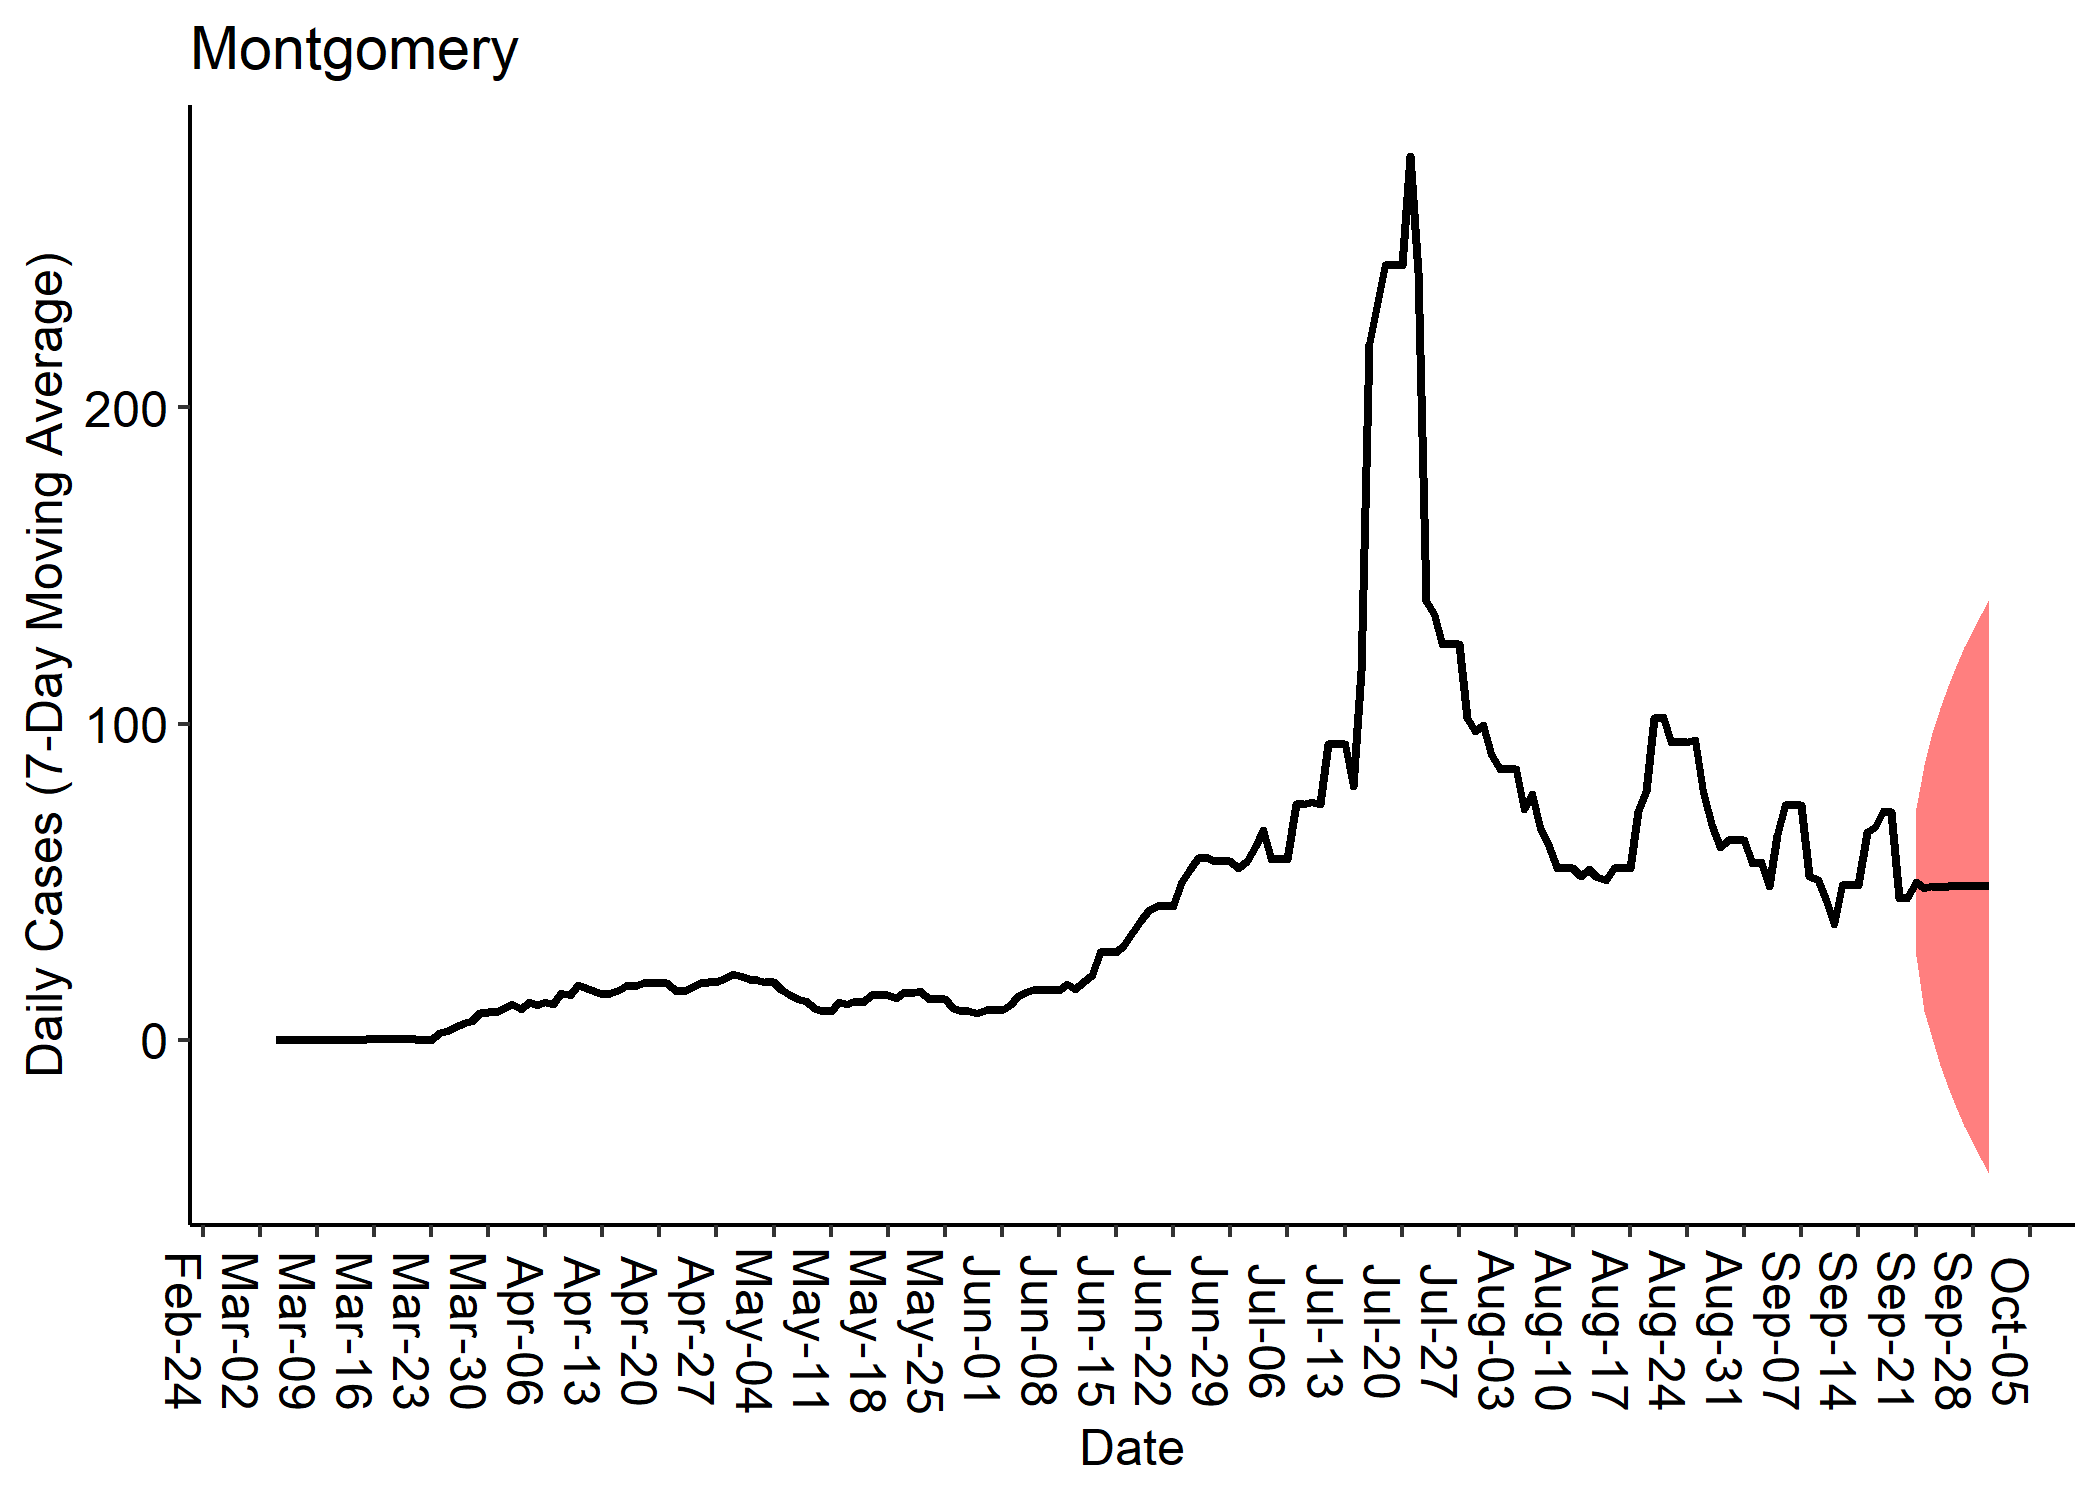 Montgomery
Daily Cases (7-Day Moving Average)
200
100
0
Feb-24
Mar-02
Mar-09
Mar-16
Mar-23
Mar-30
Apr-06
Apr-13
Apr-20
Apr-27
May-04
May-11
May-18
May-25
Jun-01
Jun-08
Jun-15
Jun-22
Jun-29
Jul-06
Jul-13
Jul-20
Jul-27
Aug-03
Aug-10
Aug-17
Aug-24
Aug-31
Sep-07
Sep-14
Sep-21
Sep-28
Oct-05
Date